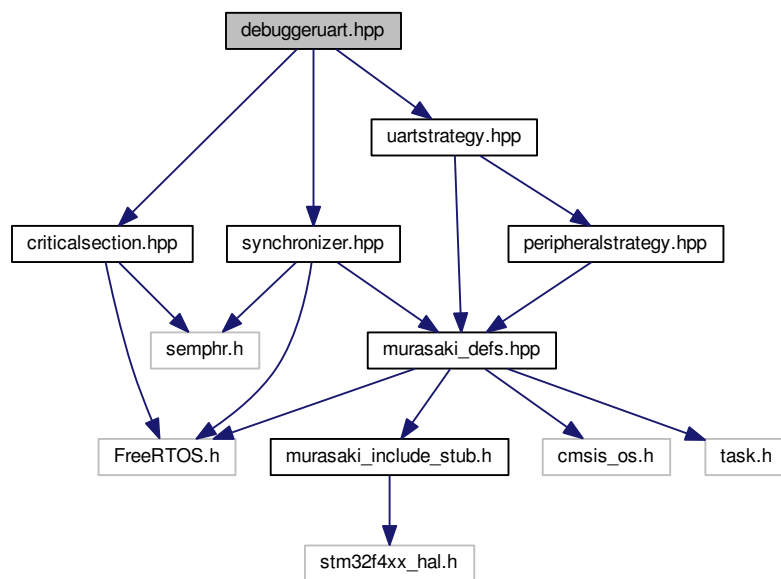 debuggeruart.hpp
uartstrategy.hpp
criticalsection.hpp
synchronizer.hpp
peripheralstrategy.hpp
semphr.h
murasaki_defs.hpp
FreeRTOS.h
murasaki_include_stub.h
cmsis_os.h
task.h
stm32f4xx_hal.h